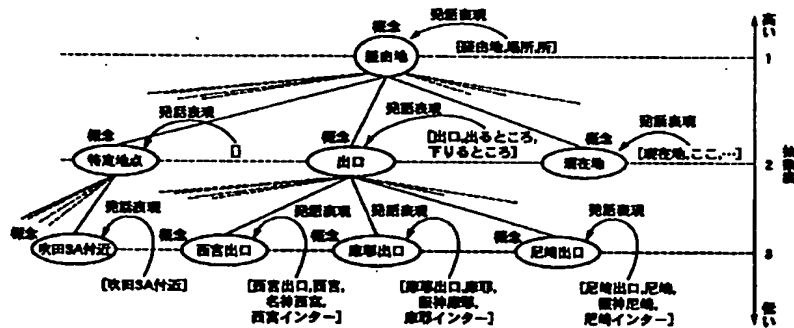 発話表現
概念
高い
[経由地,場所,所]
経由地
1
発話表現
発話表現
概念
概念
概念
発話表現
[]
[出口,出るところ,
下りるところ]
特定地点
出口
現在地
[現在地,ここ,…]
2
抽象度
発話表現
発話表現
発話表現
発話表現
概念
概念
概念
概念
吹田SA付近
西宮出口
摩耶出口
尼崎出口
3
[吹田SA付近]
[西宮出口,西宮,
名神西宮,
西宮インター]
[摩耶出口,摩耶,
阪神摩耶,
摩耶インター]
[尼崎出口,尼崎,
阪神尼崎,
尼崎インター]
低い